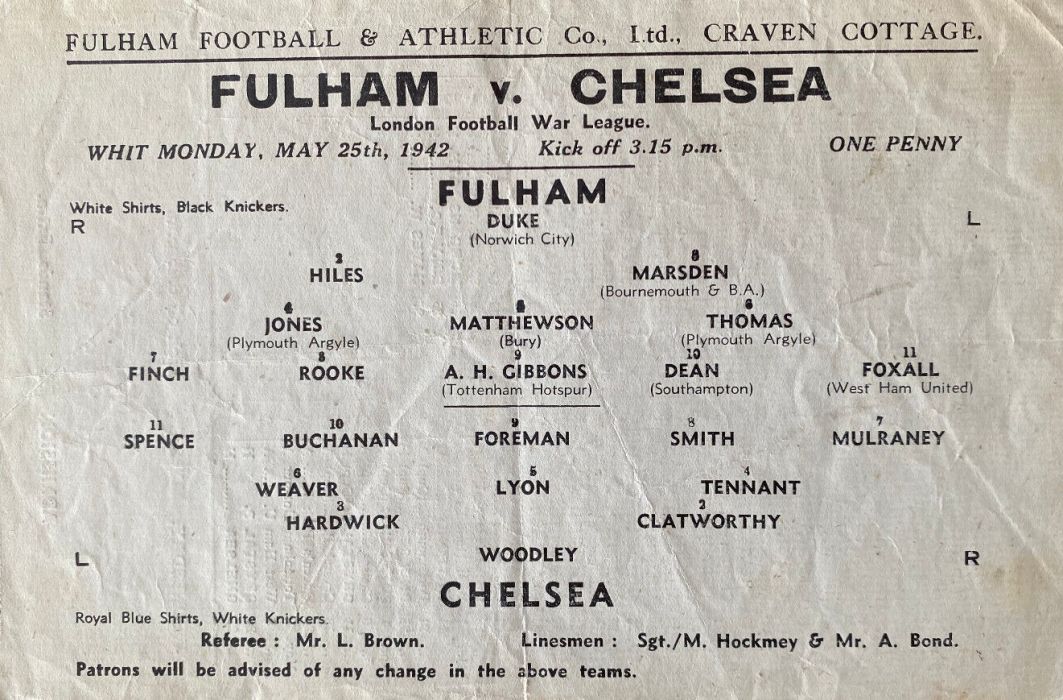 FULHAM FOOTBALL & ATHLETIC Co., Ltd., CRAVEN COTTAGE.
FULHAM v. CHELSEA
London Football War League.
WHIT MONDAY, MAY 25th, 1942 Kick off 3.15 p.m. ONE PENNY
FULHAM
White Shirts, Black Knickers.
R DUKE L
(Norwich City)
2 3
HILES MARSDEN
(Bournemouth & B.A.)
4 5 6
JONES MATTHEWSON THOMAS
(Plymouth Argyle) (Bury) (Plymouth Argyle)
7 8 9 10 11
FINCH ROOKE A. H. GIBBONS DEAN FOXALL
(Tottenham Hotspur) (Southampton) (West Ham United)
11 10 9 8 7
SPENCE BUCHANAN FOREMAN SMITH MULRANEY
6 5 4
WEAVER LYON TENNANT
3 2
HARDWICK CLATWORTHY
L WOODLEY R
CHELSEA
Royal Blue Shirts, White Knickers.
Referee : Mr. L. Brown. Linesmen : Sgt./M. Hockmey & Mr. A. Bond.
Patrons will be advised of any change in the above teams.